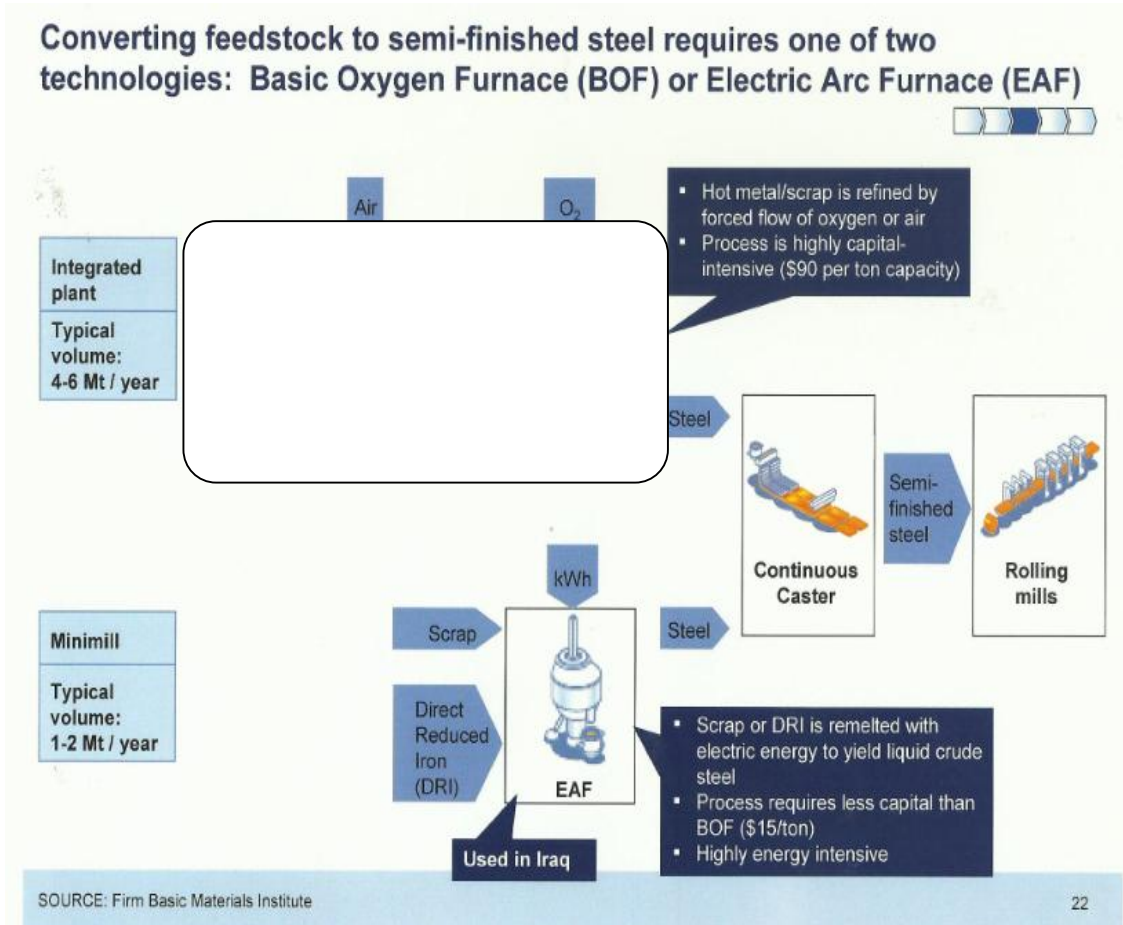 Converting feedstock to semi-finished steel requires one of two
technologies: Basic Oxygen Furnace (BOF) or Electric Arc Furnace (EAF)
Air
O₂
▪ Hot metal/scrap is refined by
forced flow of oxygen or air
▪ Process is highly capital-
intensive ($90 per ton capacity)
Integrated
plant
Typical
volume:
4-6 Mt / year
Steel
Semi-
finished
steel
Continuous
Caster
Rolling
mills
kWh
Minimill
Typical
volume:
1-2 Mt / year
Scrap
Direct
Reduced
Iron
(DRI)
EAF
Steel
▪ Scrap or DRI is remelted with
electric energy to yield liquid crude
steel
▪ Process requires less capital than
BOF ($15/ton)
▪ Highly energy intensive
Used in Iraq
SOURCE: Firm Basic Materials Institute
22